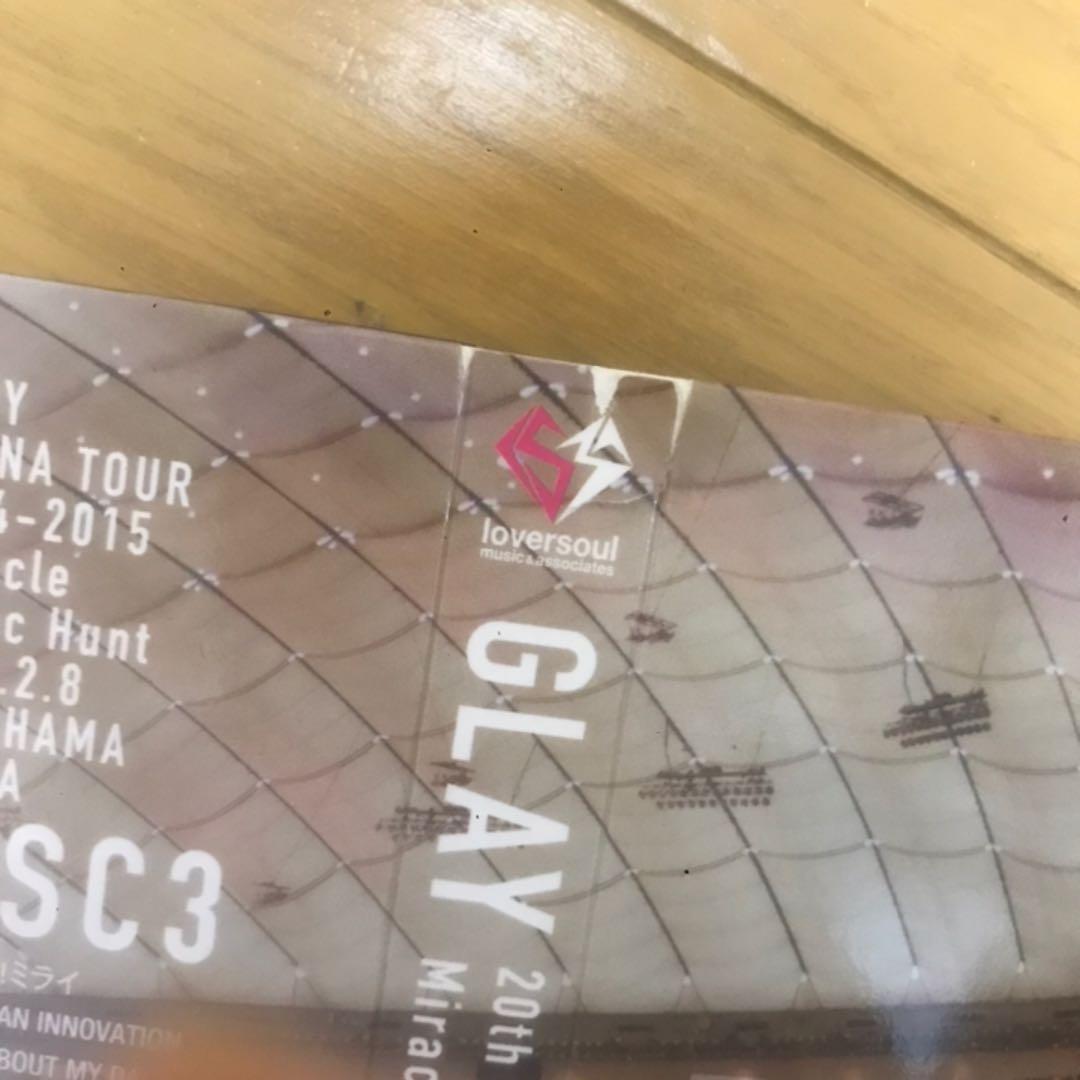 Y
NA TOUR
4-2015
cle
c Hunt
.2.8
HAMA
A
SC3
!ミライ
AN INNOVATION
BOUT MY
loversoul
music&associates
GLAY
20th
Mirac